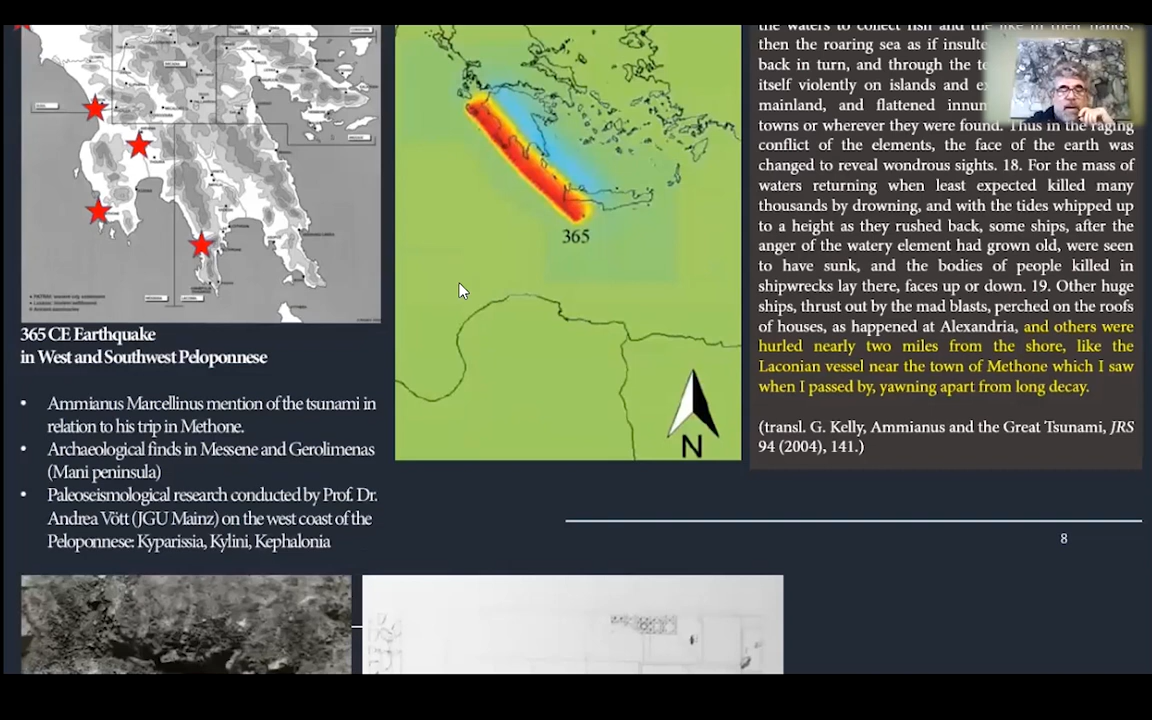 365 CE Earthquake
in West and Southwest Peloponnese
• Ammianus Marcellinus mention of the tsunami in
relation to his trip in Methone.
• Archaeological finds in Messene and Gerolimenas
(Mani peninsula)
• Paleoseismological research conducted by Prof. Dr.
Andrea Vött (JGU Mainz) on the west coast of the
Peloponnese: Kyparissia, Kylini, Kephalonia
365
N
the waters to collect fish and the like in their hands,
then the roaring sea as if insulte
back in turn, and through the
itself violently on islands and
mainland, and flattened
towns or wherever they were found. Thus in the raging
conflict of the elements, the face of the earth was
changed to reveal wondrous sights. 18. For the mass of
waters returning when least expected killed many
thousands by drowning, and with the tides whipped up
to a height as they rushed back, some ships, after the
anger of the watery element had grown old, were seen
to have sunk, and the bodies of people killed in
shipwrecks lay there, faces up or down. 19. Other huge
ships, thrust out by the mad blasts, perched on the roofs
of houses, as happened at Alexandria, and others were
hurled nearly two miles from the shore, like the
Laconian vessel near the town of Methone which I saw
when I passed by, yawning apart from long decay.
(transl. G. Kelly, Ammianus and the Great Tsunami, JRS
94 (2004), 141.)
8